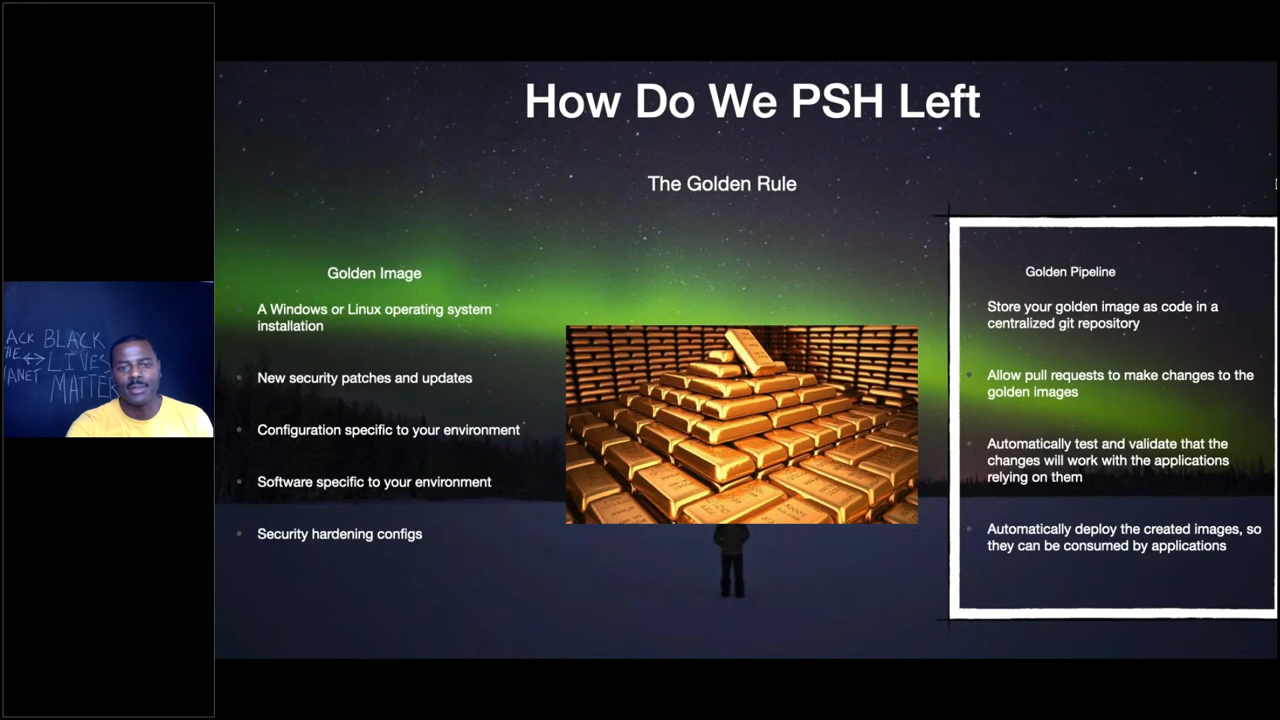 How Do We PSH Left
The Golden Rule
Golden Image
A Windows or Linux operating system
installation
New security patches and updates
Configuration specific to your environment
Software specific to your environment
Security hardening configs
Golden Pipeline
Store your golden image as code in a
centralized git repository
Allow pull requests to make changes to the
golden images
Automatically test and validate that the
changes will work with the applications
relying on them
Automatically deploy the created images, so
they can be consumed by applications
BLACK
LIVES
MATTER